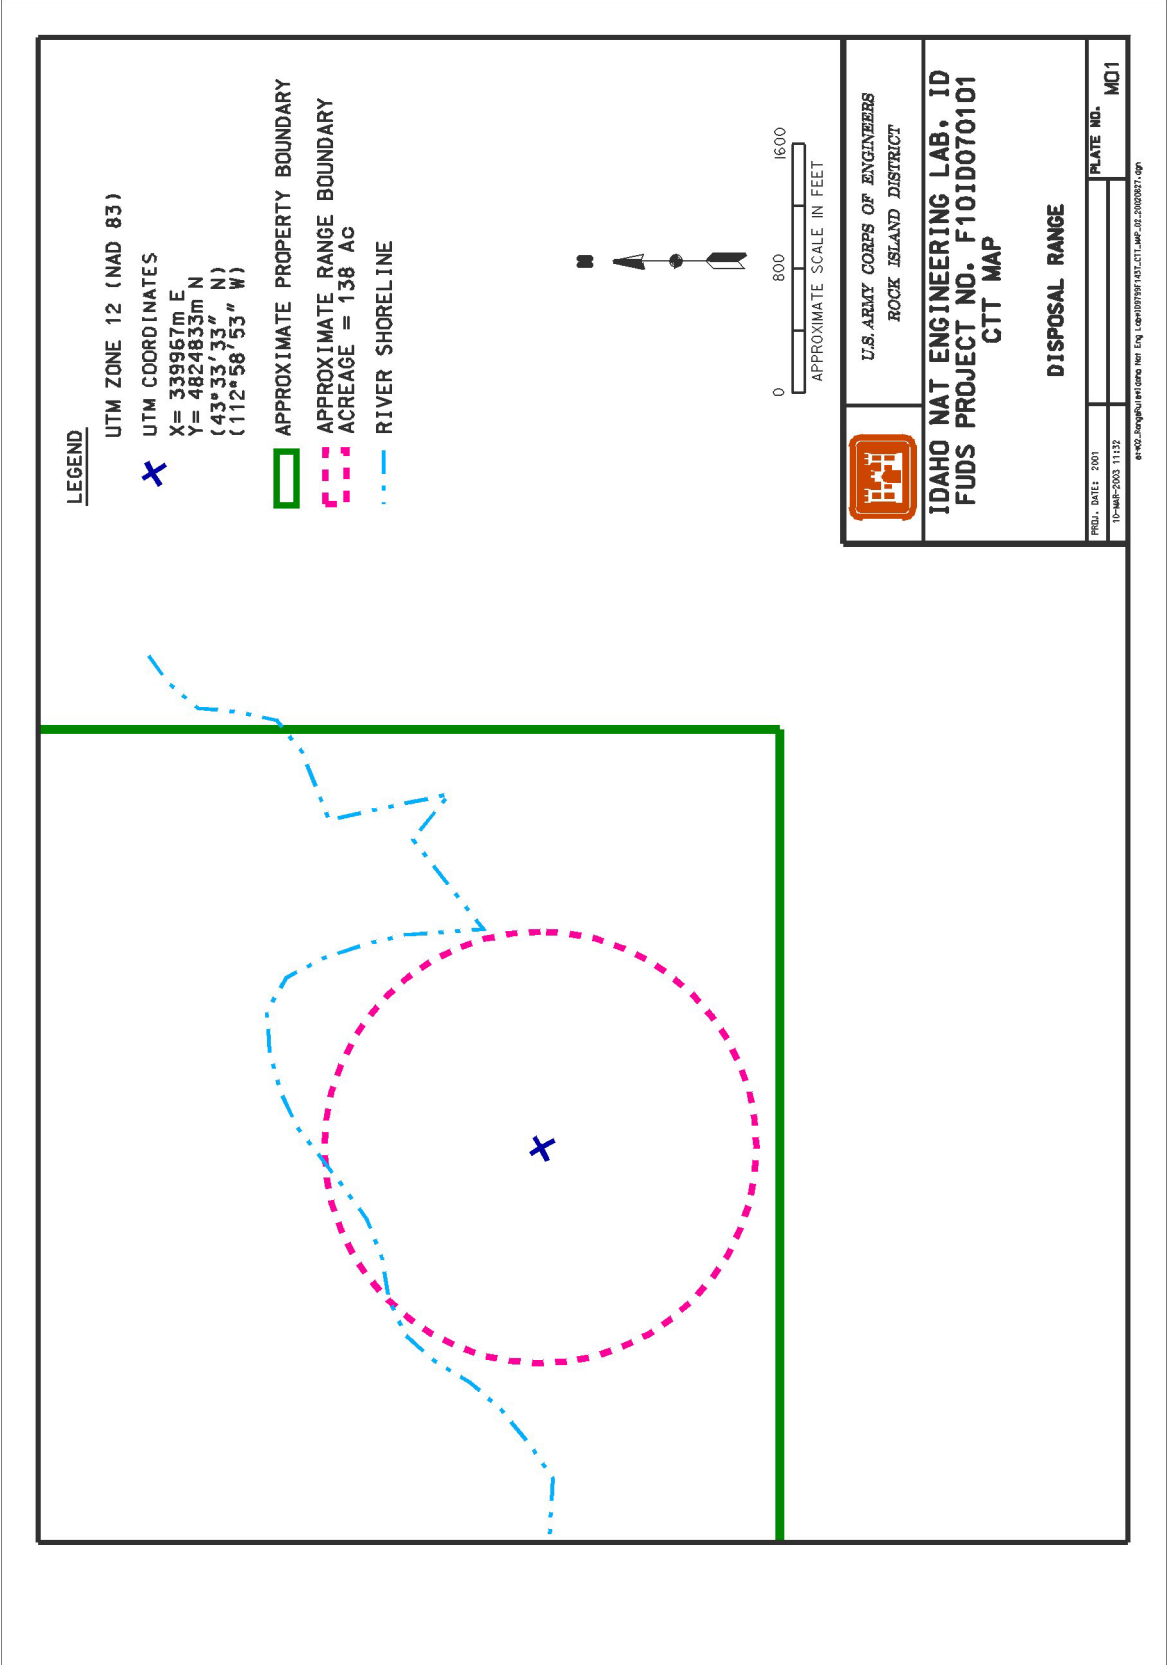 LEGEND
UTM ZONE 12 (NAD 83)
UTM COORDINATES
X= 339967m E
Y= 4824833m N
(43°33'33" N)
(112°58'53" W)
APPROXIMATE PROPERTY BOUNDARY
APPROXIMATE RANGE BOUNDARY
ACREAGE = 138 Ac
RIVER SHORELINE
N
0 800 1600
APPROXIMATE SCALE IN FEET
U.S. ARMY CORPS OF ENGINEERS
ROCK ISLAND DISTRICT
IDAHO NAT ENGINEERING LAB, ID
FUDS PROJECT NO. F10ID070101
CTT MAP
DISPOSAL RANGE
PROJ. DATE: 2001
10-MAR-2003 11:32
PLATE NO.
M01